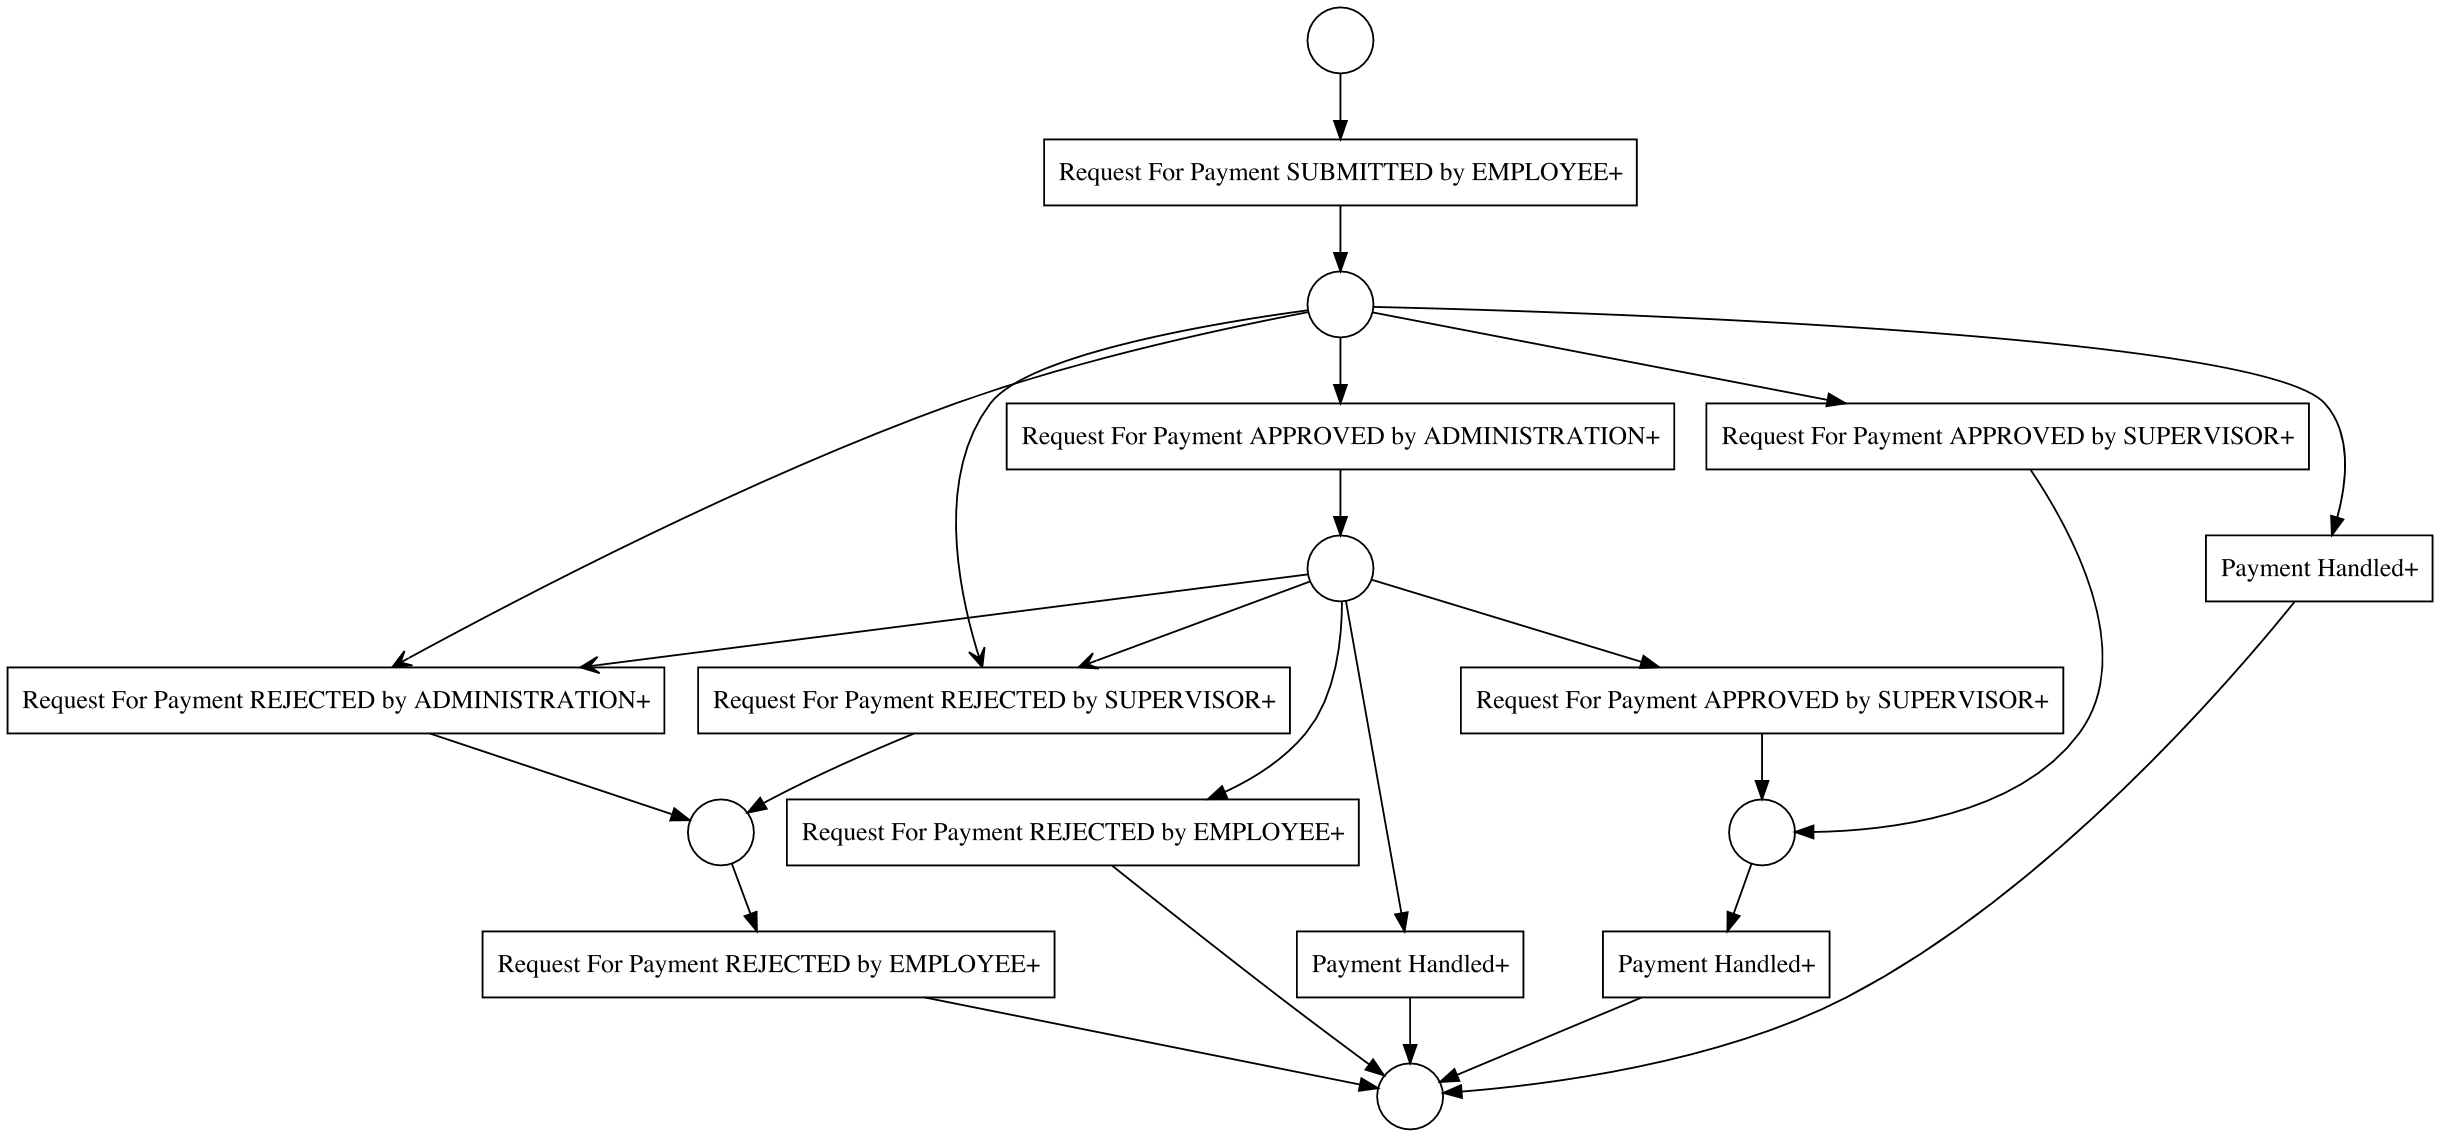 Request For Payment SUBMITTED by EMPLOYEE+
Request For Payment APPROVED by ADMINISTRATION+
Request For Payment APPROVED by SUPERVISOR+
Payment Handled+
Request For Payment REJECTED by ADMINISTRATION+
Request For Payment REJECTED by SUPERVISOR+
Request For Payment APPROVED by SUPERVISOR+
Request For Payment REJECTED by EMPLOYEE+
Request For Payment REJECTED by EMPLOYEE+
Payment Handled+
Payment Handled+